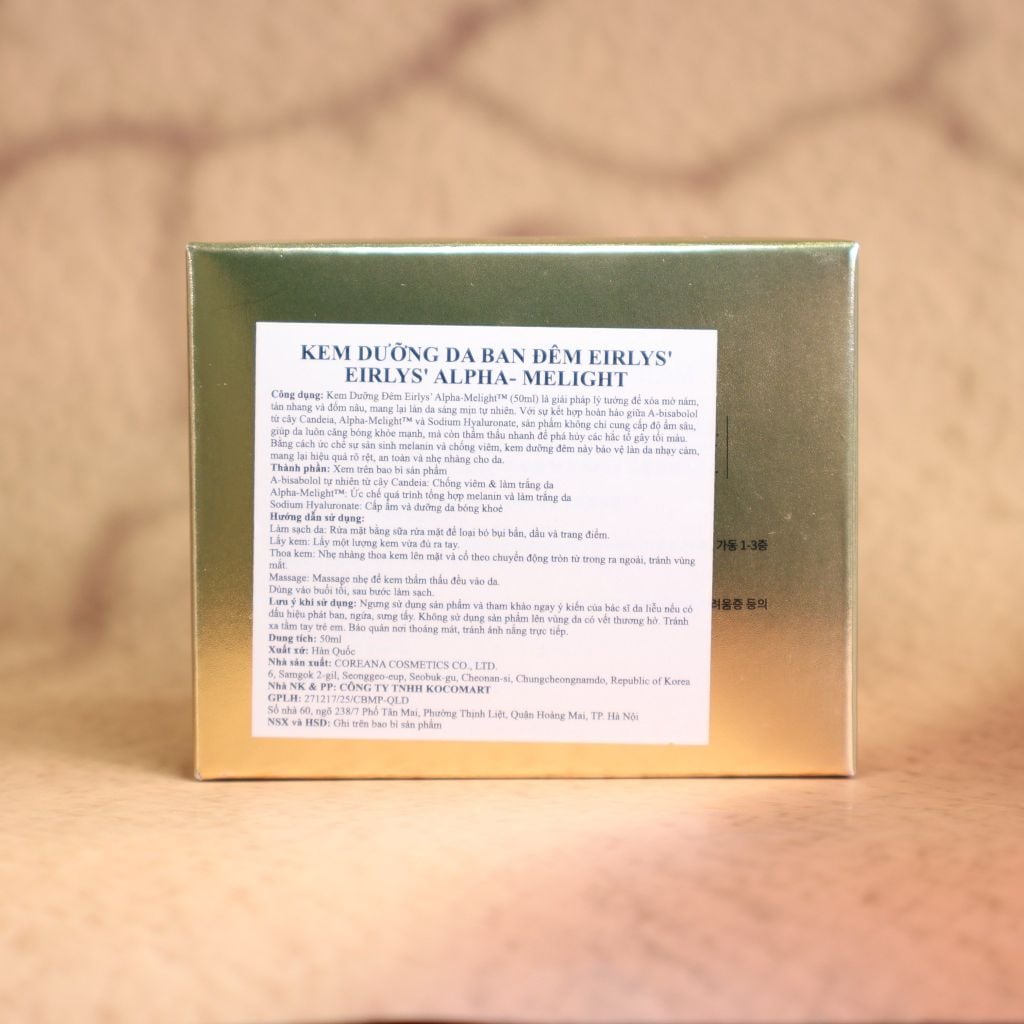 KEM DƯỠNG DA BAN ĐÊM EIRLYS'
EIRLYS' ALPHA- MELIGHT
Công dụng: Kem Dưỡng Đêm Eirlys' Alpha-Melight™ (50ml) là giải pháp lý tưởng để xóa mờ nám,
tàn nhang và đốm nâu, mang lại làn da sáng mịn tự nhiên. Với sự kết hợp hoàn hảo giữa A-bisabolol
từ cây Candeia, Alpha-Melight™ và Sodium Hyaluronate, sản phẩm không chỉ cung cấp độ ẩm sâu,
giúp da luôn căng bóng khỏe mạnh, mà còn thẩm thấu nhanh để phá hủy các hắc tố gây tối màu.
Bằng cách ức chế sự sản sinh melanin và chống viêm, kem dưỡng đêm này bảo vệ làn da nhạy cảm,
mang lại hiệu quả rõ rệt, an toàn và nhẹ nhàng cho da.
Thành phần: Xem trên bao bì sản phẩm
A-bisabolol tự nhiên từ cây Candeia: Chống viêm & làm trắng da
Alpha-Melight™: Ức chế quá trình tổng hợp melanin và làm trắng da
Sodium Hyaluronate: Cấp ẩm và dưỡng da bóng khoẻ
Hướng dẫn sử dụng:
Làm sạch da: Rửa mặt bằng sữa rửa mặt để loại bỏ bụi bẩn, dầu và trang điểm.
Lấy kem: Lấy một lượng kem vừa đủ ra tay.
Thoa kem: Nhẹ nhàng thoa kem lên mặt và cổ theo chuyển động tròn từ trong ra ngoài, tránh vùng
mắt.
가동 1-3층
Massage: Massage nhẹ để kem thẩm thấu đều vào da.
Dùng vào buổi tối, sau bước làm sạch.
Lưu ý khi sử dụng: Ngưng sử dụng sản phẩm và tham khảo ngay ý kiến của bác sĩ da liễu nếu có
dấu hiệu phát ban, ngứa, sưng tấy. Không sử dụng sản phẩm lên vùng da có vết thương hở. Tránh
xa tầm tay trẻ em. Bảo quản nơi thoáng mát, tránh ánh nắng trực tiếp.
려움증 등의
Dung tích: 50ml
Xuất xứ: Hàn Quốc
Nhà sản xuất: COREANA COSMETICS CO., LTD.
6, Samgok 2-gil, Seonggeo-eup, Seobuk-gu, Cheonan-si, Chungcheongnamdo, Republic of Korea
Nhà NK & PP: CÔNG TY TNHH KOCOMART
GPLH: 271217/25/CBMP-QLD
Số nhà 60, ngõ 238/7 Phố Tân Mai, Phường Thịnh Liệt, Quận Hoàng Mai, TP. Hà Nội
NSX và HSD: Ghi trên bao bì sản phẩm